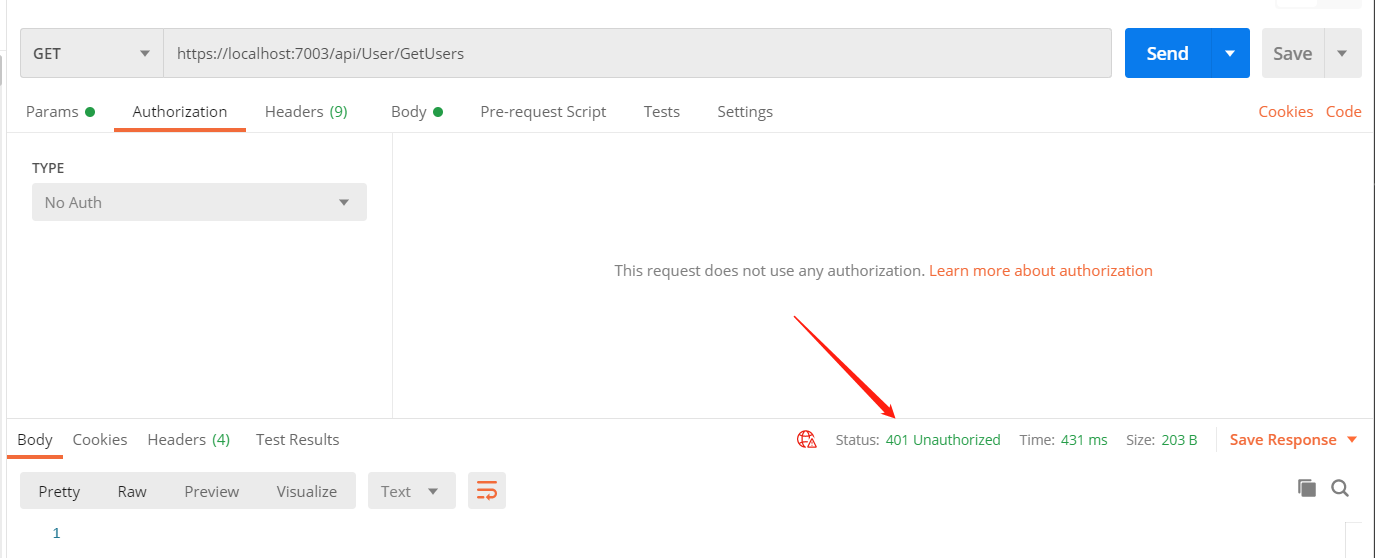 GET https://localhost:7003/api/User/GetUsers Send Save
Params Authorization Headers (9) Body Pre-request Script Tests Settings Cookies Code
TYPE
No Auth
This request does not use any authorization. Learn more about authorization
Body Cookies Headers (4) Test Results Status: 401 Unauthorized Time: 431 ms Size: 203 B Save Response
Pretty Raw Preview Visualize Text
1